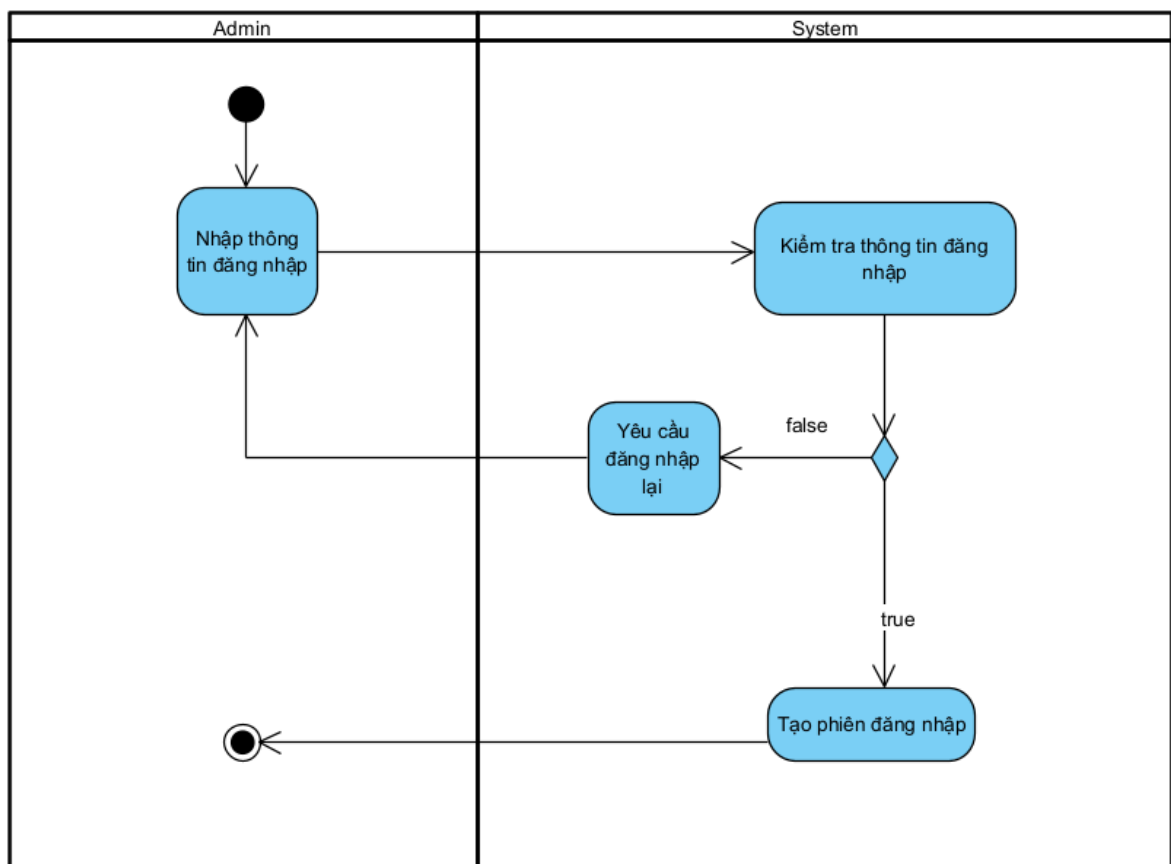 Admin
System
Nhập thông
tin đăng nhập
Kiểm tra thông tin đăng
nhập
Yêu cầu
đăng nhập
lại
false
true
Tạo phiên đăng nhập